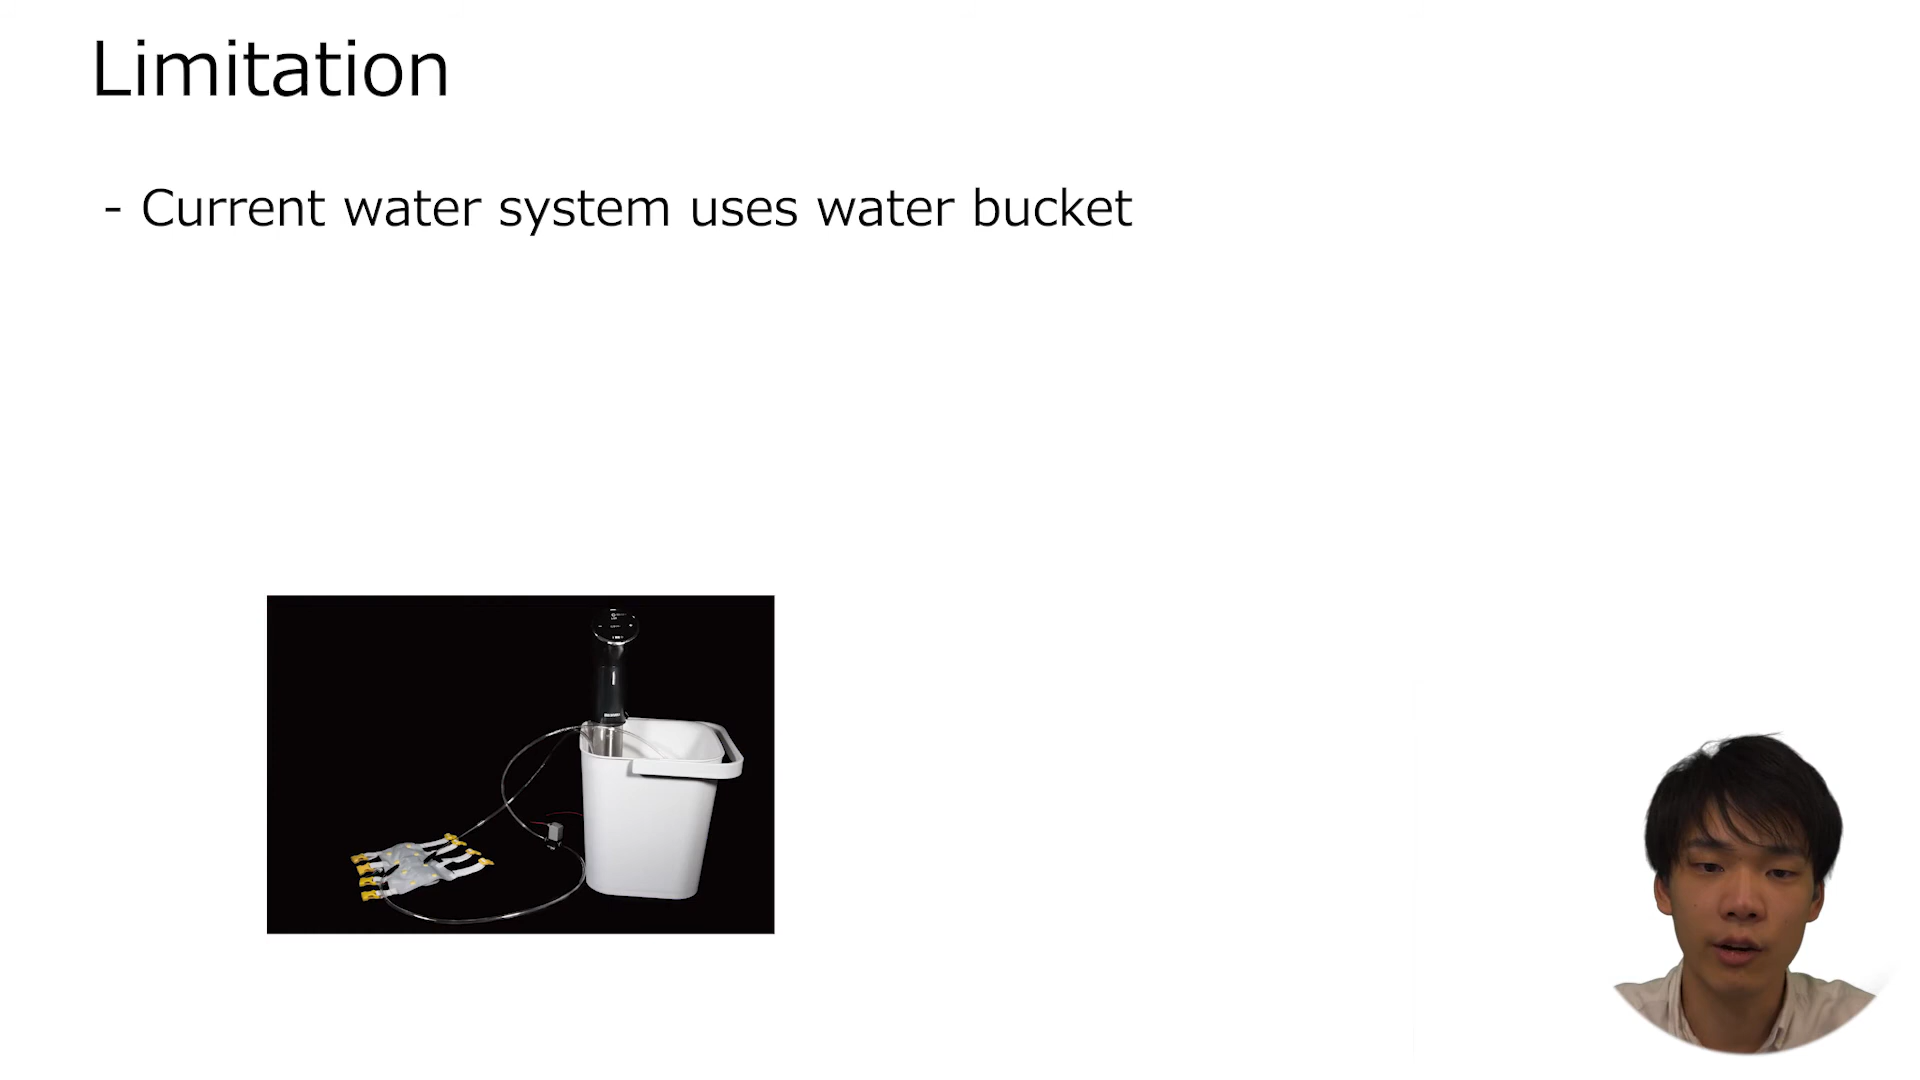 Limitation
- Current water system uses water bucket